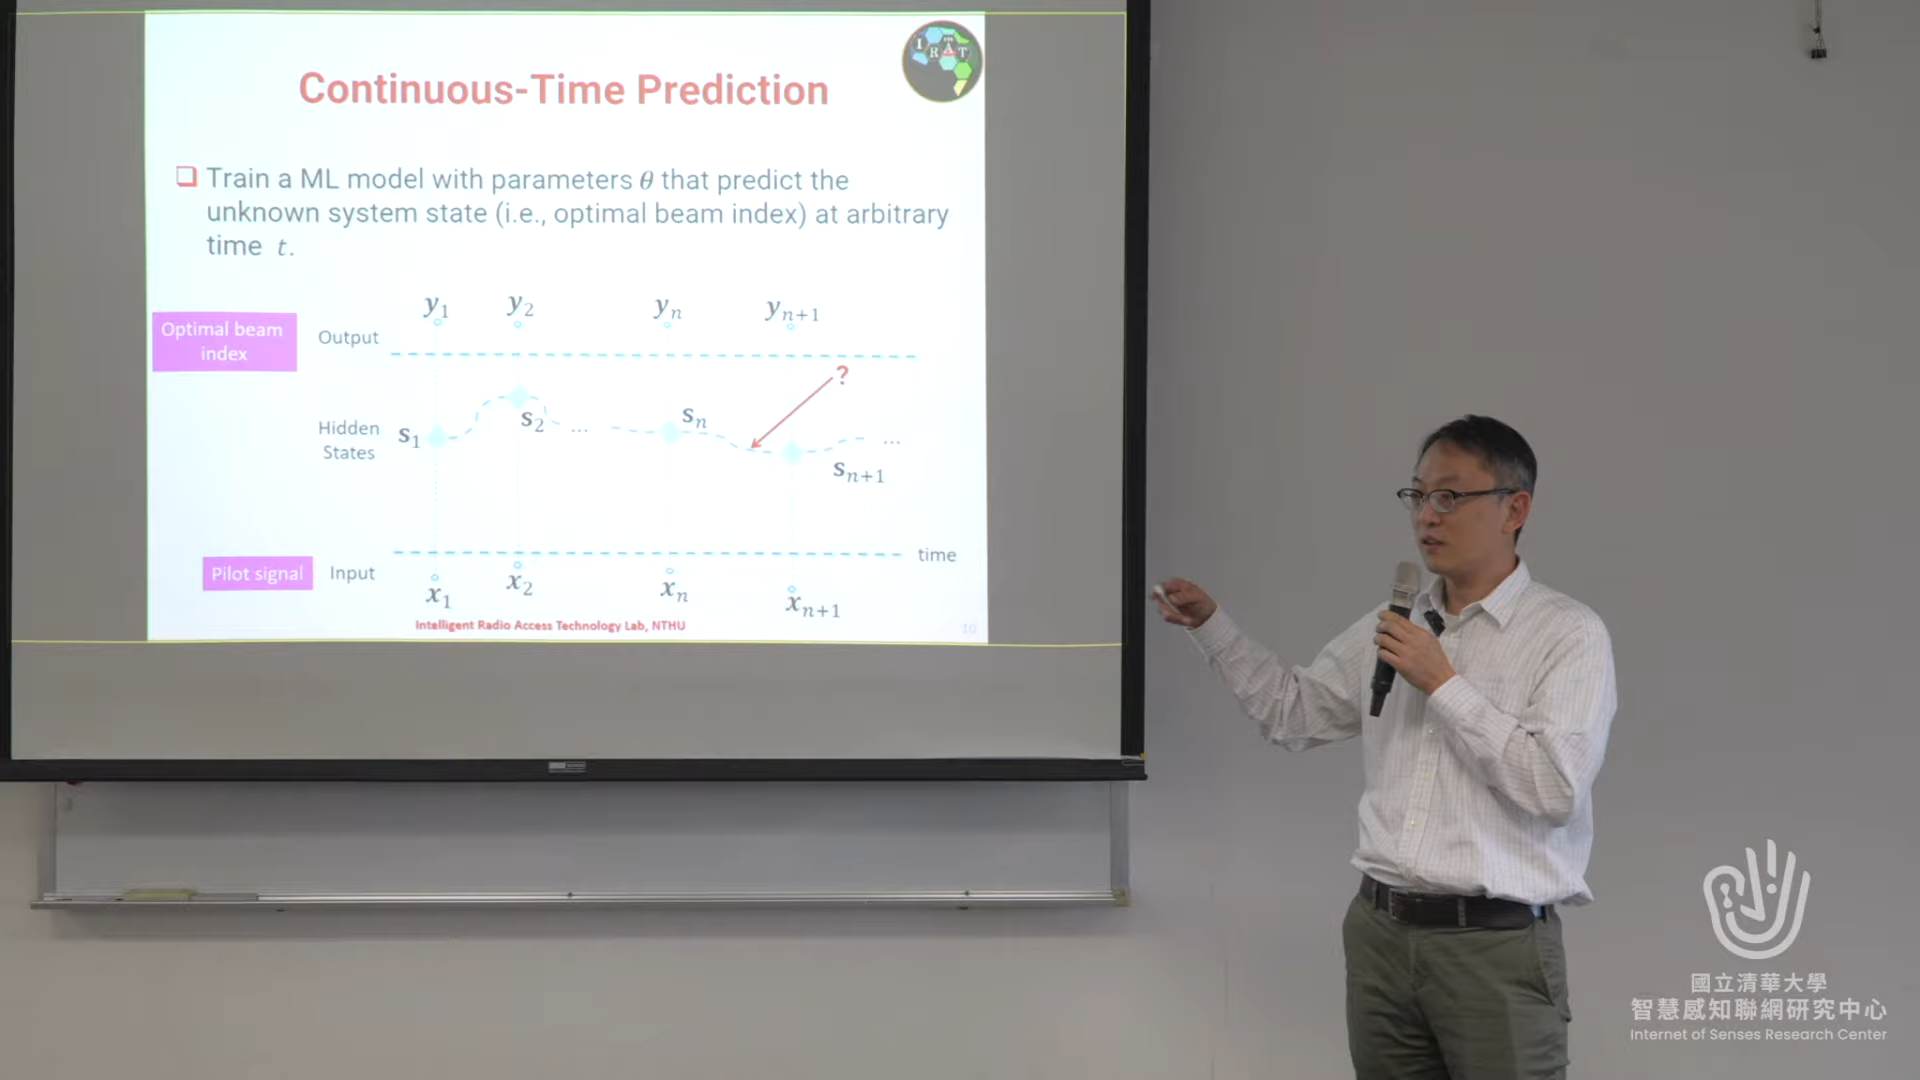 I R A T
Continuous-Time Prediction
Train a ML model with parameters θ that predict the
unknown system state (i.e., optimal beam index) at arbitrary
time t.
y₁ y₂ yₙ yₙ₊₁
Optimal beam
index
Output
?
Hidden
States
s₁ s₂ ... sₙ sₙ₊₁ ...
time
Pilot signal
Input
x₁ x₂ xₙ xₙ₊₁
Intelligent Radio Access Technology Lab, NTHU
10
國立清華大學
智慧感知聯網研究中心
Internet of Senses Research Center